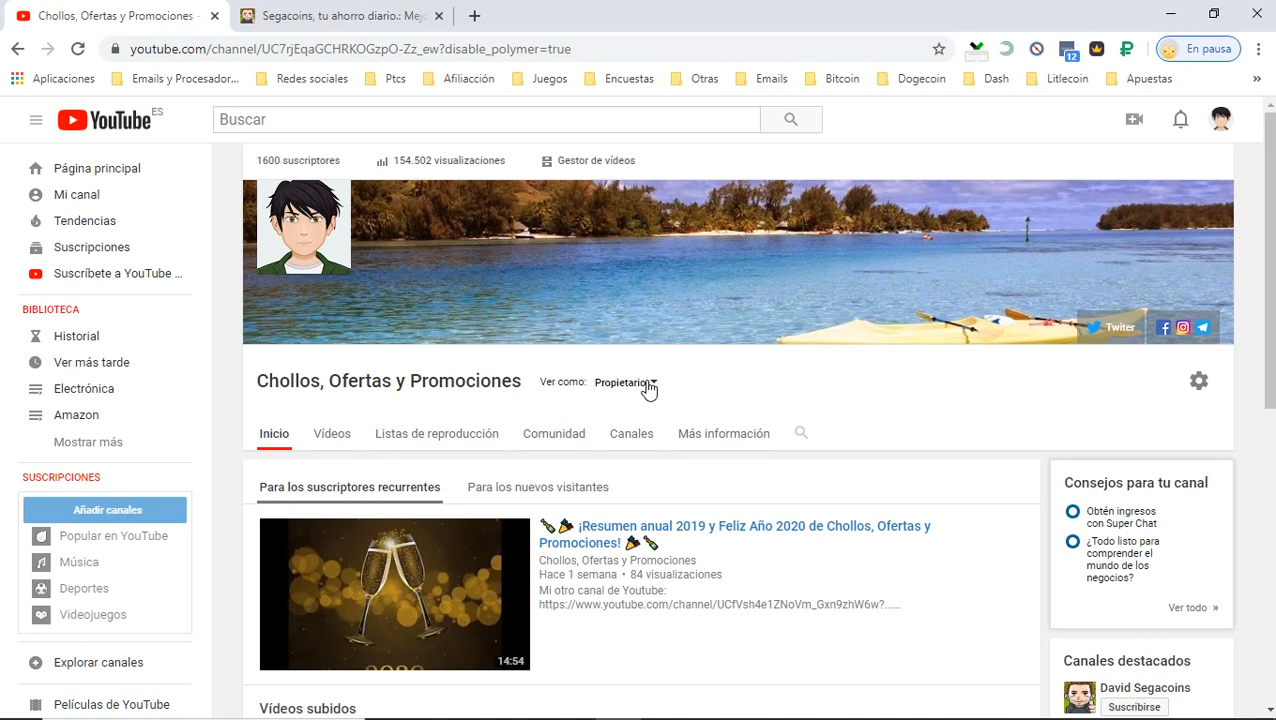 Chollos, Ofertas y Promociones -
Segacoins, tu ahorro diario.: Mejo
youtube.com/channel/UC7rjEqaGCHRKOGzpO-Zz_ew?disable_polymer=true
12
En pausa
Aplicaciones
Emails y Procesador...
Redes sociales
Ptcs
Afiliacción
Juegos
Encuestas
Otras
Emails
Bitcoin
Dogecoin
Dash
Litlecoin
Apuestas
»
YouTube ES
Buscar
Página principal
Mi canal
Tendencias
Suscripciones
Suscríbete a YouTube ...
BIBLIOTECA
Historial
Ver más tarde
Electrónica
Amazon
Mostrar más
SUSCRIPCIONES
Añadir canales
Popular en YouTube
Música
Deportes
Videojuegos
Explorar canales
Películas de YouTube
1600 suscriptores
154.502 visualizaciones
Gestor de vídeos
Twiter
Chollos, Ofertas y Promociones
Ver como: Propietario
Inicio
Vídeos
Listas de reproducción
Comunidad
Canales
Más información
Para los suscriptores recurrentes
Para los nuevos visitantes
2020
14:54
¡Resumen anual 2019 y Feliz Año 2020 de Chollos, Ofertas y
Promociones!
Chollos, Ofertas y Promociones
Hace 1 semana • 84 visualizaciones
Mi otro canal de Youtube:
https://www.youtube.com/channel/UCfVsh4e1ZNoVm_Gxn9zhW6w?.....
Vídeos subidos
Consejos para tu canal
Obtén ingresos
con Super Chat
¿Todo listo para
comprender el
mundo de los
negocios?
Ver todo »
Canales destacados
David Segacoins
Suscribirse